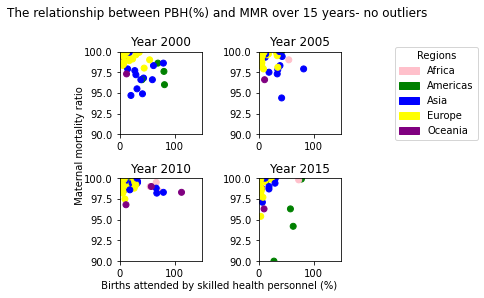 The relationship between PBH(%) and MMR over 15 years- no outliers
Year 2000
100.0
97.5
95.0
92.5
90.0
0
100
Year 2005
100.0
97.5
95.0
92.5
90.0
0
100
Regions
Africa
Americas
Asia
Europe
Oceania
Maternal mortality ratio
Year 2010
100.0
97.5
95.0
92.5
90.0
0
100
Year 2015
100.0
97.5
95.0
92.5
90.0
0
100
Births attended by skilled health personnel (%)